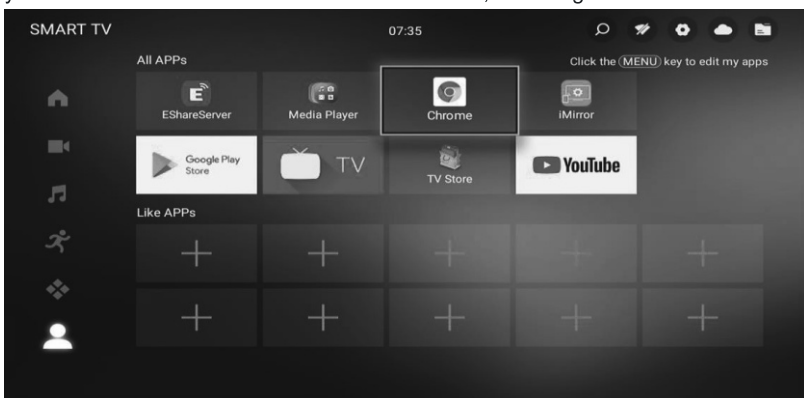 SMART TV
07:35
All APPs
Click the MENU key to edit my apps
EShareServer
Media Player
Chrome
iMirror
Google Play
Store
TV
TV Store
YouTube
Like APPs